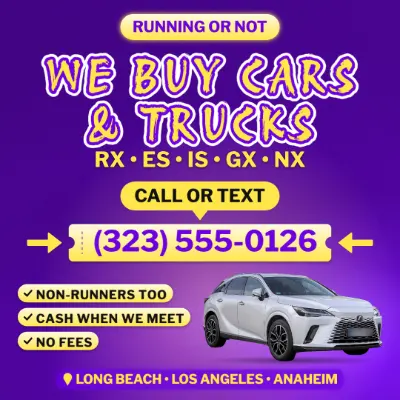 RUNNING OR NOT
WE BUY CARS
& TRUCKS
RX • ES • IS • GX • NX
CALL OR TEXT
(323) 555-0126
NON-RUNNERS TOO
CASH WHEN WE MEET
NO FEES
LONG BEACH • LOS ANGELES • ANAHEIM